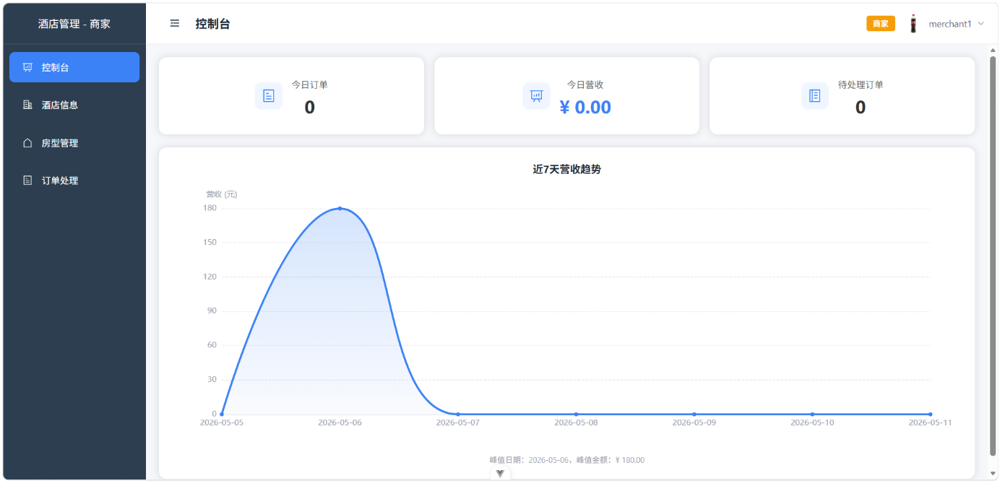 酒店管理 - 商家
控制台
商家
merchant1
控制台
酒店信息
房型管理
订单处理
今日订单
0
今日营收
¥ 0.00
待处理订单
0
近7天营收趋势
营收 (元)
180
150
120
90
60
30
0
2026-05-05 2026-05-06 2026-05-07 2026-05-08 2026-05-09 2026-05-10 2026-05-11
峰值日期：2026-05-06，峰值金额：¥ 180.00